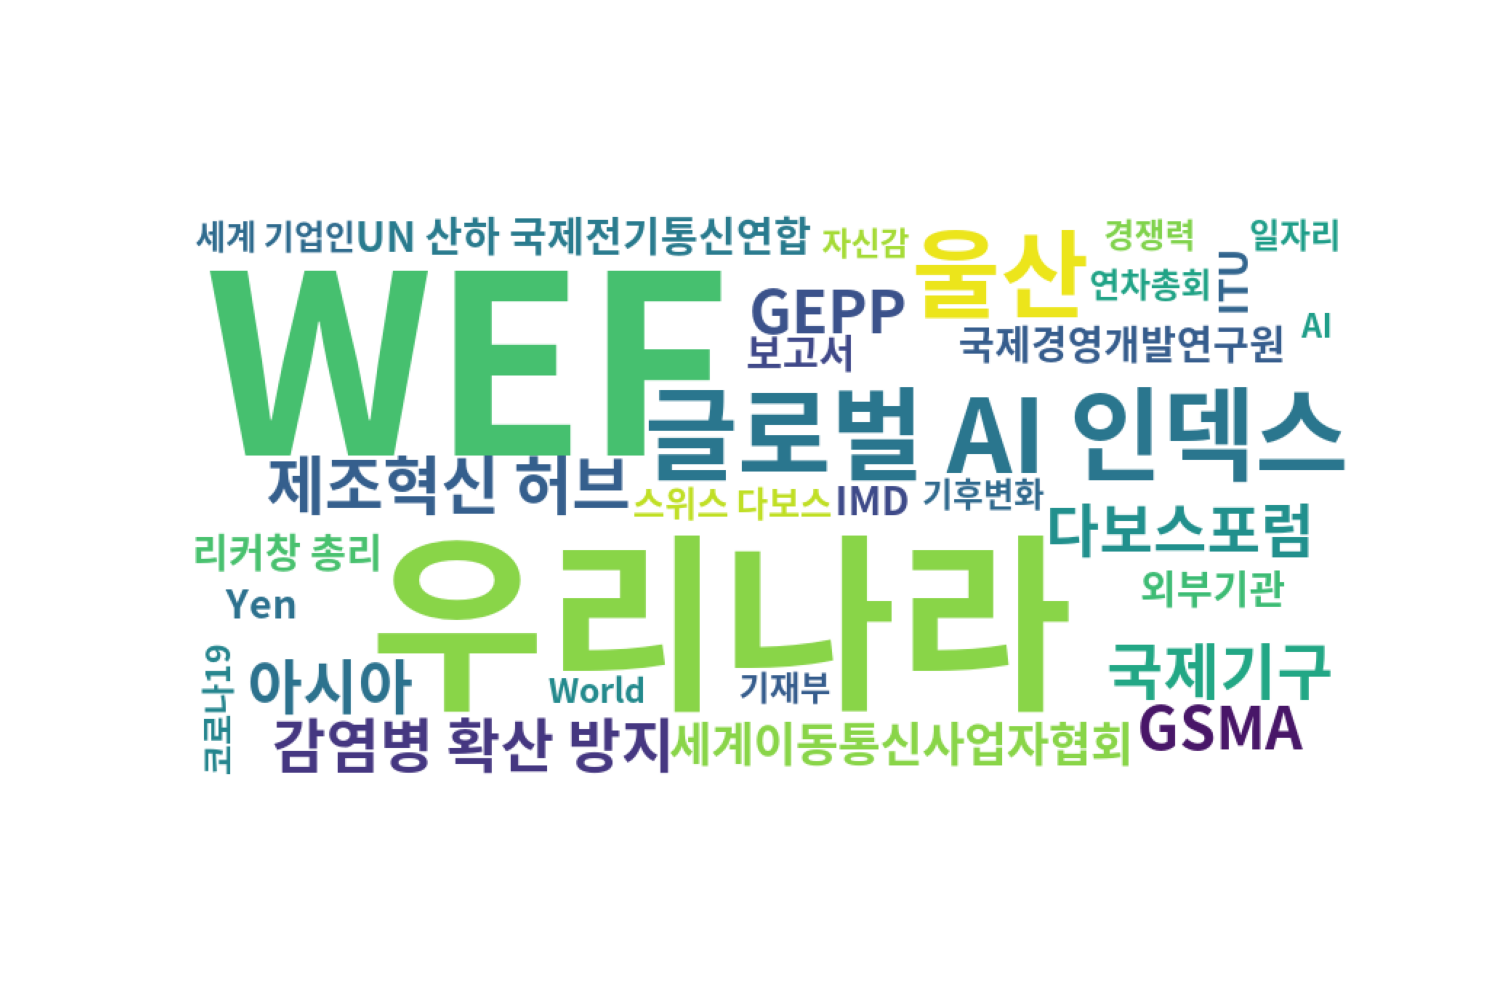 세계 기업인
UN 산하 국제전기통신연합
자신감
울산
경쟁력
일자리
WEF
GEPP
연차총회
ITU
보고서
국제경영개발연구원
AI
글로벌 AI 인덱스
제조혁신 허브
스위스 다보스
IMD
기후변화
다보스포럼
리커창 총리
우리나라
외부기관
Yen
코로나19
아시아
World
기재부
국제기구
감염병 확산 방지
세계이동통신사업자협회
GSMA